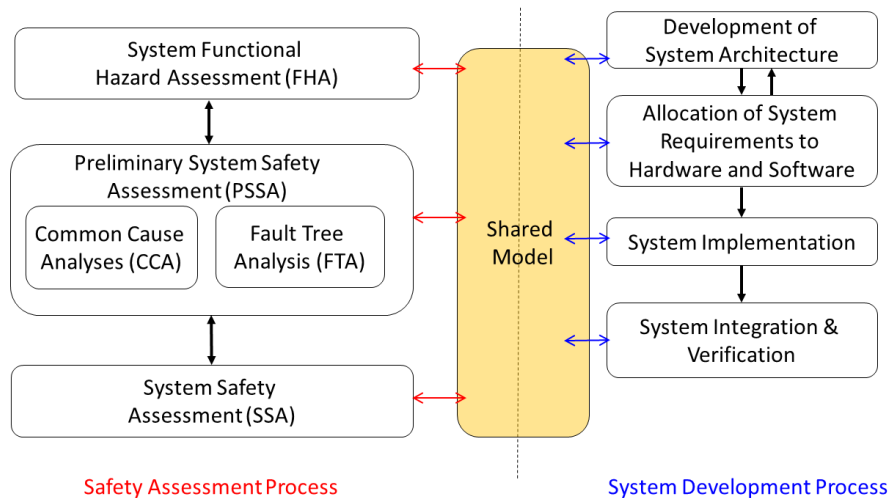 System Functional
Hazard Assessment (FHA)
Preliminary System Safety
Assessment (PSSA)
Common Cause
Analyses (CCA)
Fault Tree
Analysis (FTA)
System Safety
Assessment (SSA)
Safety Assessment Process
Shared
Model
Development of
System Architecture
Allocation of System
Requirements to
Hardware and Software
System Implementation
System Integration &
Verification
System Development Process